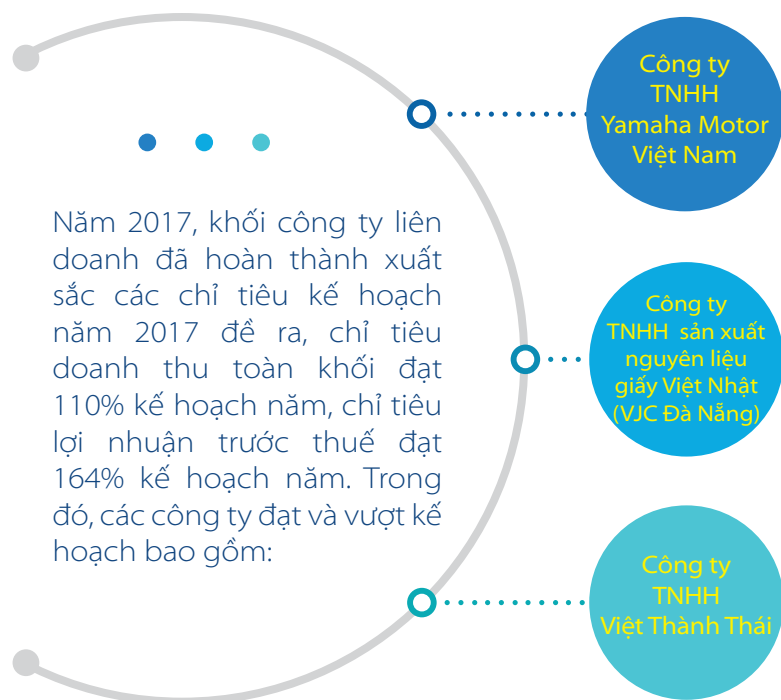 Năm 2017, khối công ty liên
doanh đã hoàn thành xuất
sắc các chỉ tiêu kế hoạch
năm 2017 đề ra, chỉ tiêu
doanh thu toàn khối đạt
110% kế hoạch năm, chỉ tiêu
lợi nhuận trước thuế đạt
164% kế hoạch năm. Trong
đó, các công ty đạt và vượt kế
hoạch bao gồm:
Công ty
TNHH
Yamaha Motor
Việt Nam
Công ty
TNHH sản xuất
nguyên liệu
giấy Việt Nhật
(VJC Đà Nẵng)
Công ty
TNHH
Việt Thành Thái